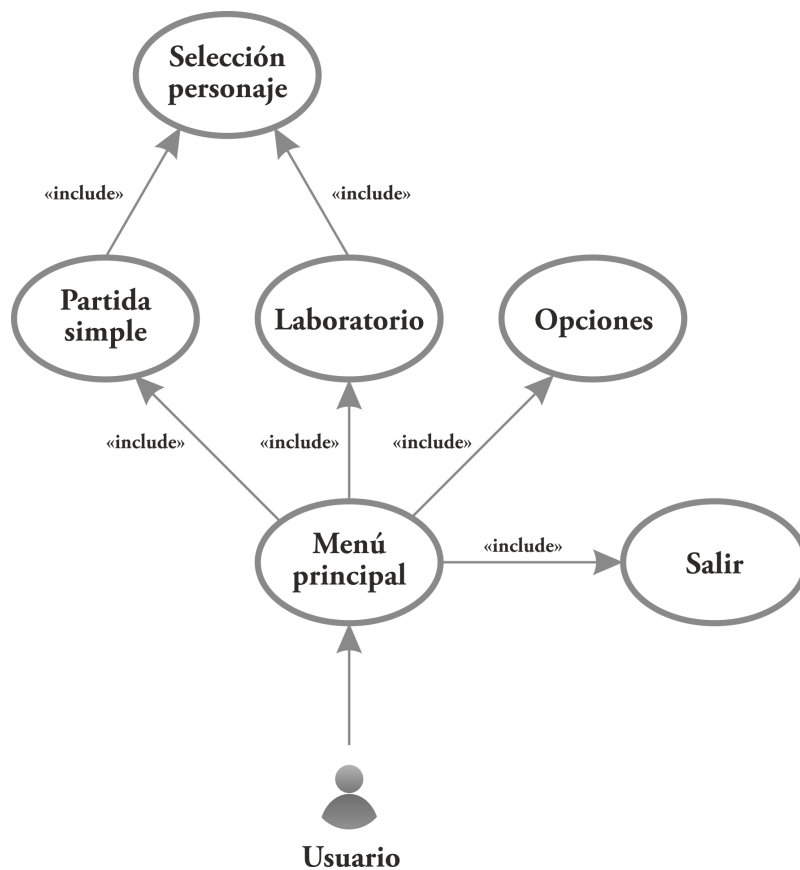 Selección
personaje
«include»
«include»
Partida
simple
Laboratorio
Opciones
«include»
«include»
«include»
Menú
principal
«include»
Salir
Usuario